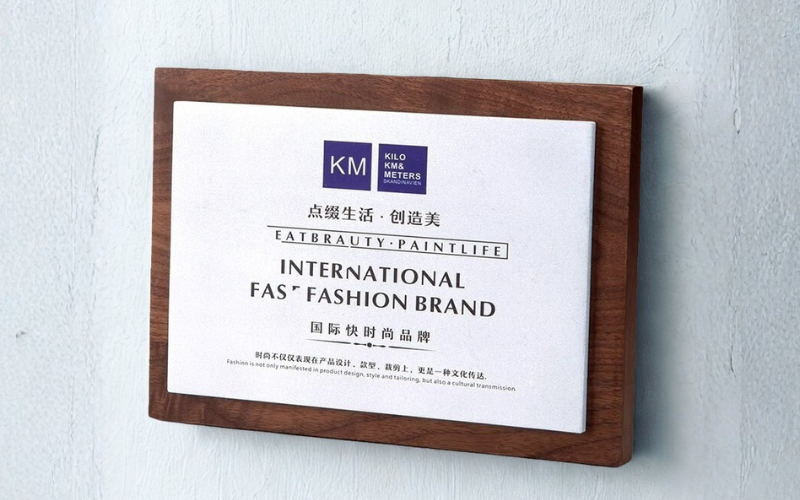 KM
KILO
KM&
METERS
SKANDINAVIEN
点缀生活·创造美
EATBRAUTY·PAINTLIFE
INTERNATIONAL
FAST FASHION BRAND
国际快时尚品牌
时尚不仅仅表现在产品设计、款型、裁剪上，更是一种文化传达.
Fashion is not only manifested in product design, style and tailoring, but also a cultural transmission.